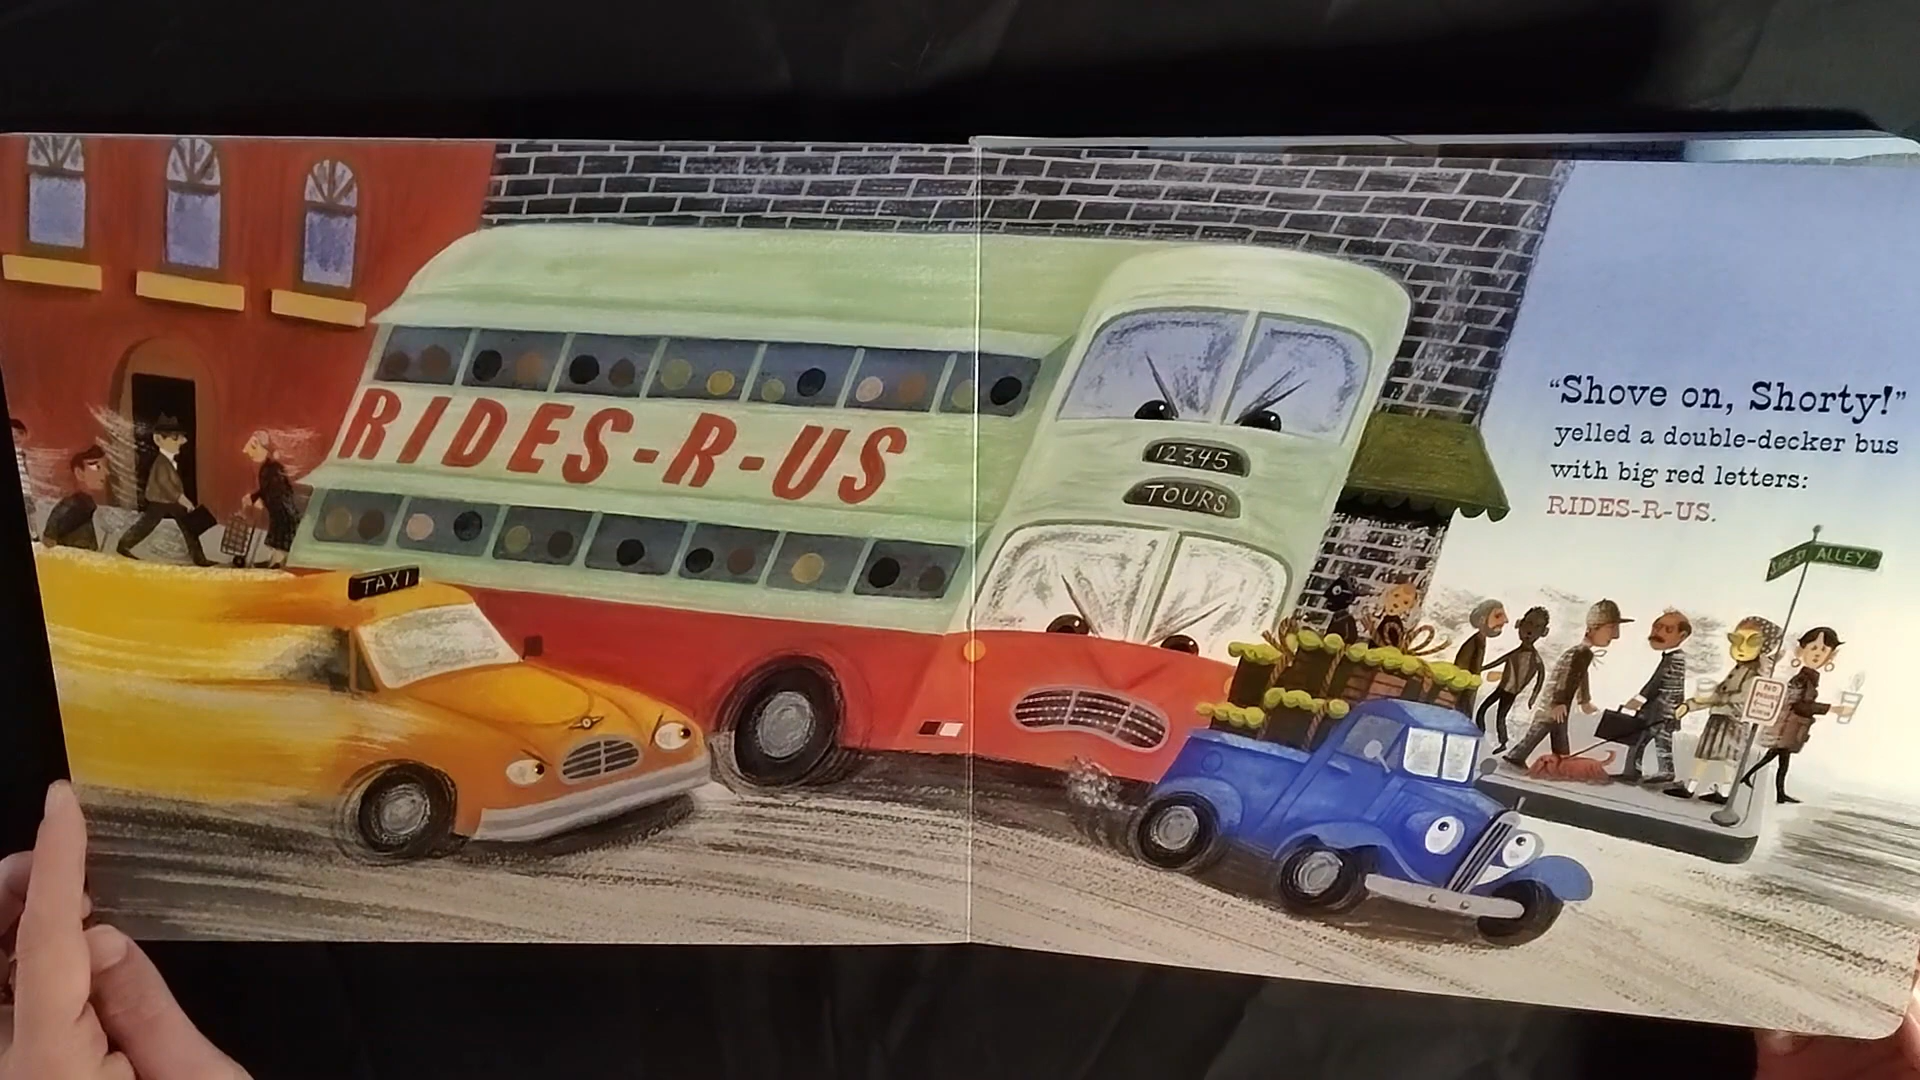 RIDES-R-US
12345
TOURS
TAXI
"Shove on, Shorty!"
yelled a double-decker bus
with big red letters:
RIDES-R-US.
ALLEY
NO